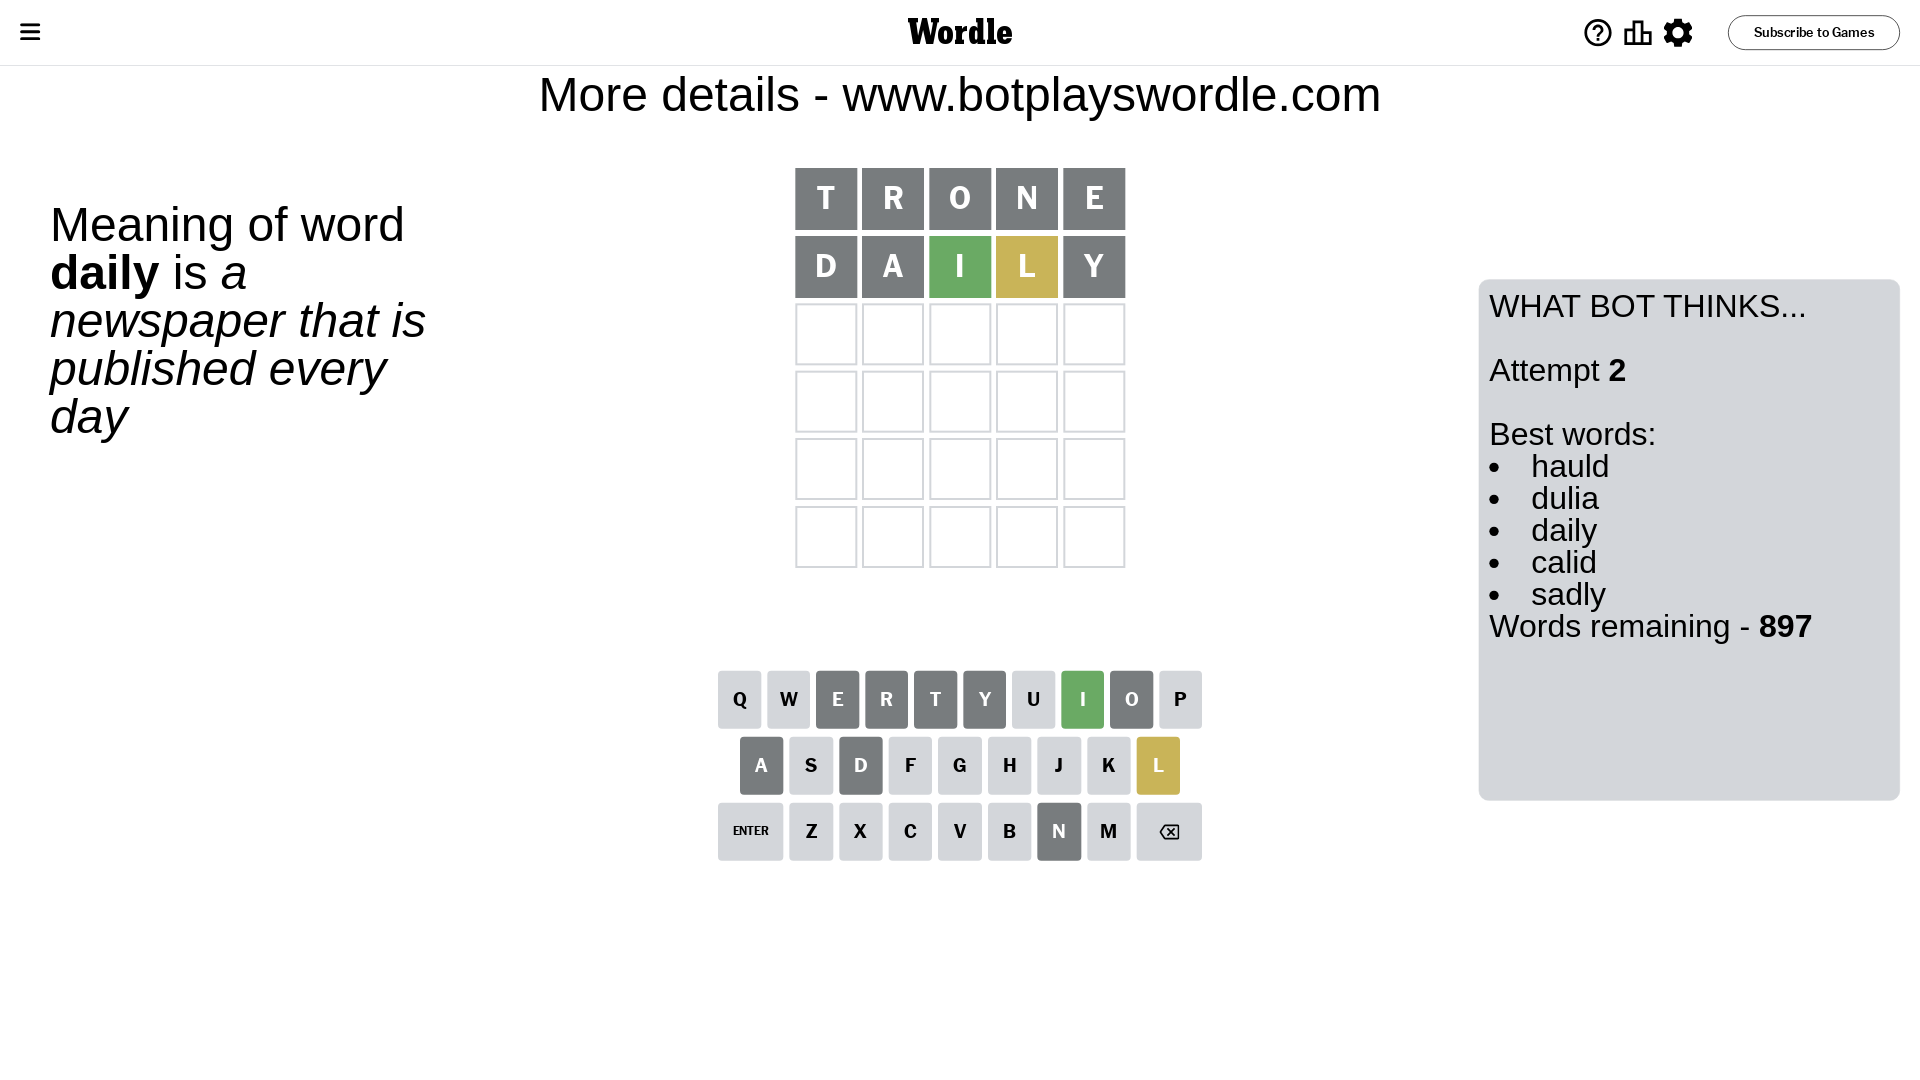 Wordle
Subscribe to Games
More details - www.botplayswordle.com
Meaning of word
daily is a
newspaper that is
published every
day
T R O N E
D A I L Y
WHAT BOT THINKS...
Attempt 2
Best words:
• hauld
• dulia
• daily
• calid
• sadly
Words remaining - 897
Q W E R T Y U I O P
A S D F G H J K L
ENTER Z X C V B N M